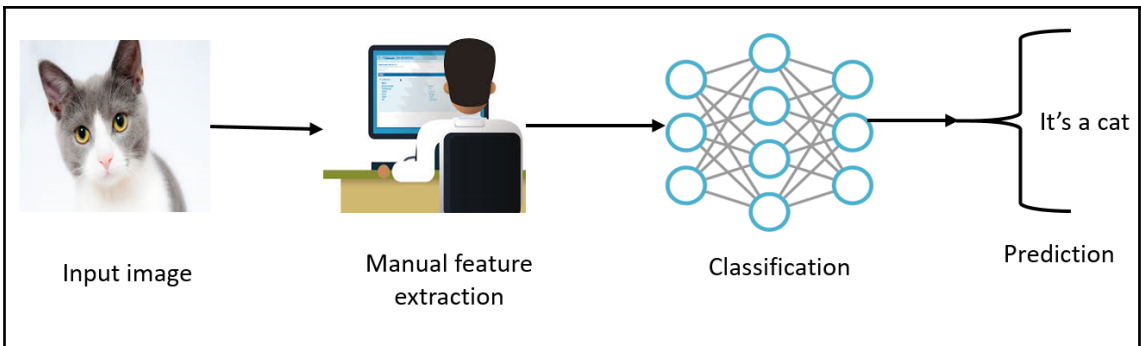 It's a cat
Input image
Manual feature
extraction
Classification
Prediction